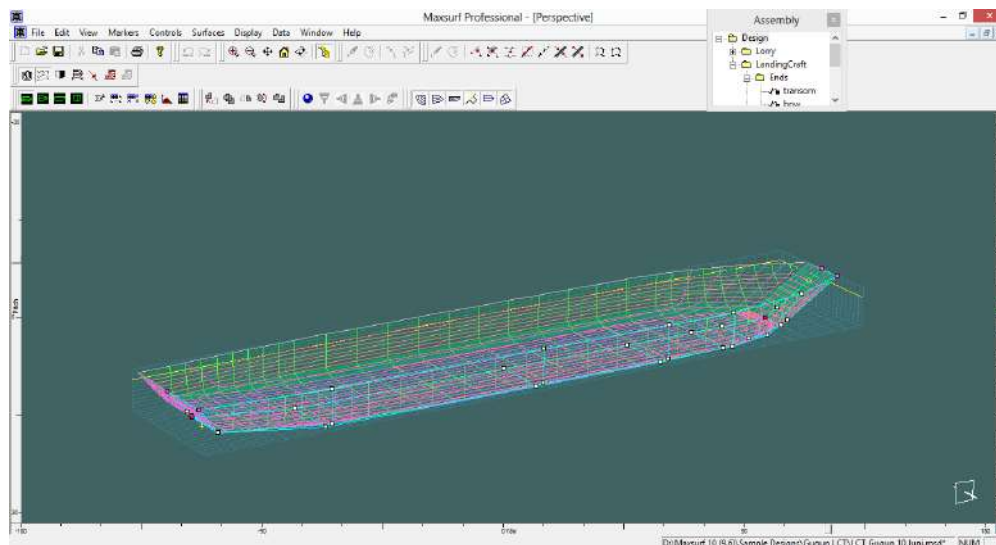 Maxsurf Professional - [Perspective]
File Edit View Markers Controls Surfaces Display Data Window Help
Assembly
Design
Lorry
LandingCraft
Ends
transom
bow
NUM